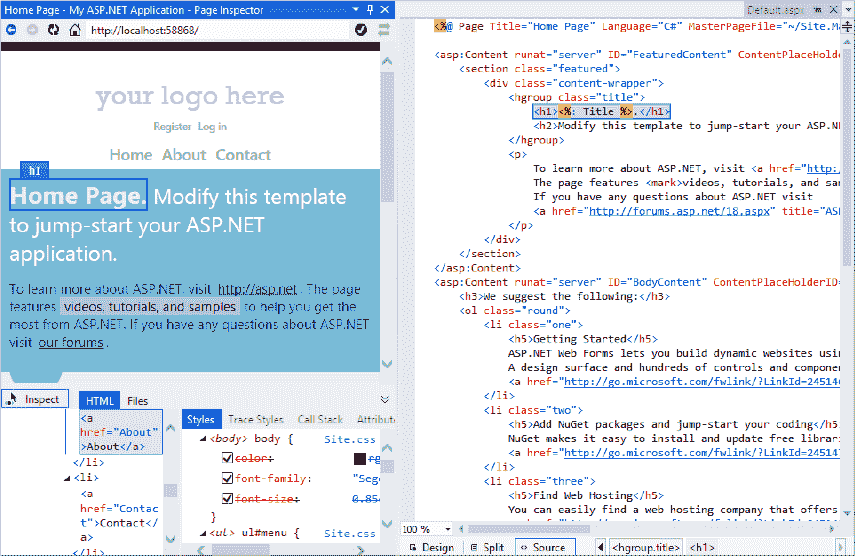 Home Page - My ASP.NET Application - Page Inspector
http://localhost:58868/
your logo here
Register Log in
Home About Contact
h1
Home Page. Modify this template
to jump-start your ASP.NET
application.
To learn more about ASP.NET, visit http://asp.net . The page
features videos, tutorials, and samples to help you get the
most from ASP.NET. If you have any questions about ASP.NET
visit our forums .
Inspect
HTML Files
<a
href="About"
>About</a>
</li>
<li>
<a
href="Contac
t">Contact</
a>
</li>
Styles Trace Styles Call Stack Attribute
<body> body { Site.css
color:
font-family: "Sego
font-size: 0.85
}
<ul> ul#menu { Site.css
Default.aspx
<%@ Page Title="Home Page" Language="C#" MasterPageFile="~/Site.Ma
<asp:Content runat="server" ID="FeaturedContent" ContentPlaceHolder
<section class="featured">
<div class="content-wrapper">
<hgroup class="title">
<h1><%: Title %>.</h1>
<h2>Modify this template to jump-start your ASP.NE
</hgroup>
<p>
To learn more about ASP.NET, visit <a href="http:
The page features <mark>videos, tutorials, and sam
If you have any questions about ASP.NET visit
<a href="http://forums.asp.net/18.aspx" title="ASP
</p>
</div>
</section>
</asp:Content>
<asp:Content runat="server" ID="BodyContent" ContentPlaceHolderID=
<h3>We suggest the following:</h3>
<ol class="round">
<li class="one">
<h5>Getting Started</h5>
ASP.NET Web Forms lets you build dynamic websites usin
A design surface and hundreds of controls and compone
<a href="http://go.microsoft.com/fwlink/?LinkId=24514
</li>
<li class="two">
<h5>Add NuGet packages and jump-start your coding</h5>
NuGet makes it easy to install and update free librari
<a href="http://go.microsoft.com/fwlink/?LinkId=24514
</li>
<li class="three">
<h5>Find Web Hosting</h5>
You can easily find a web hosting company that offers
100 %
Design Split Source <hgroup.title> <h1>